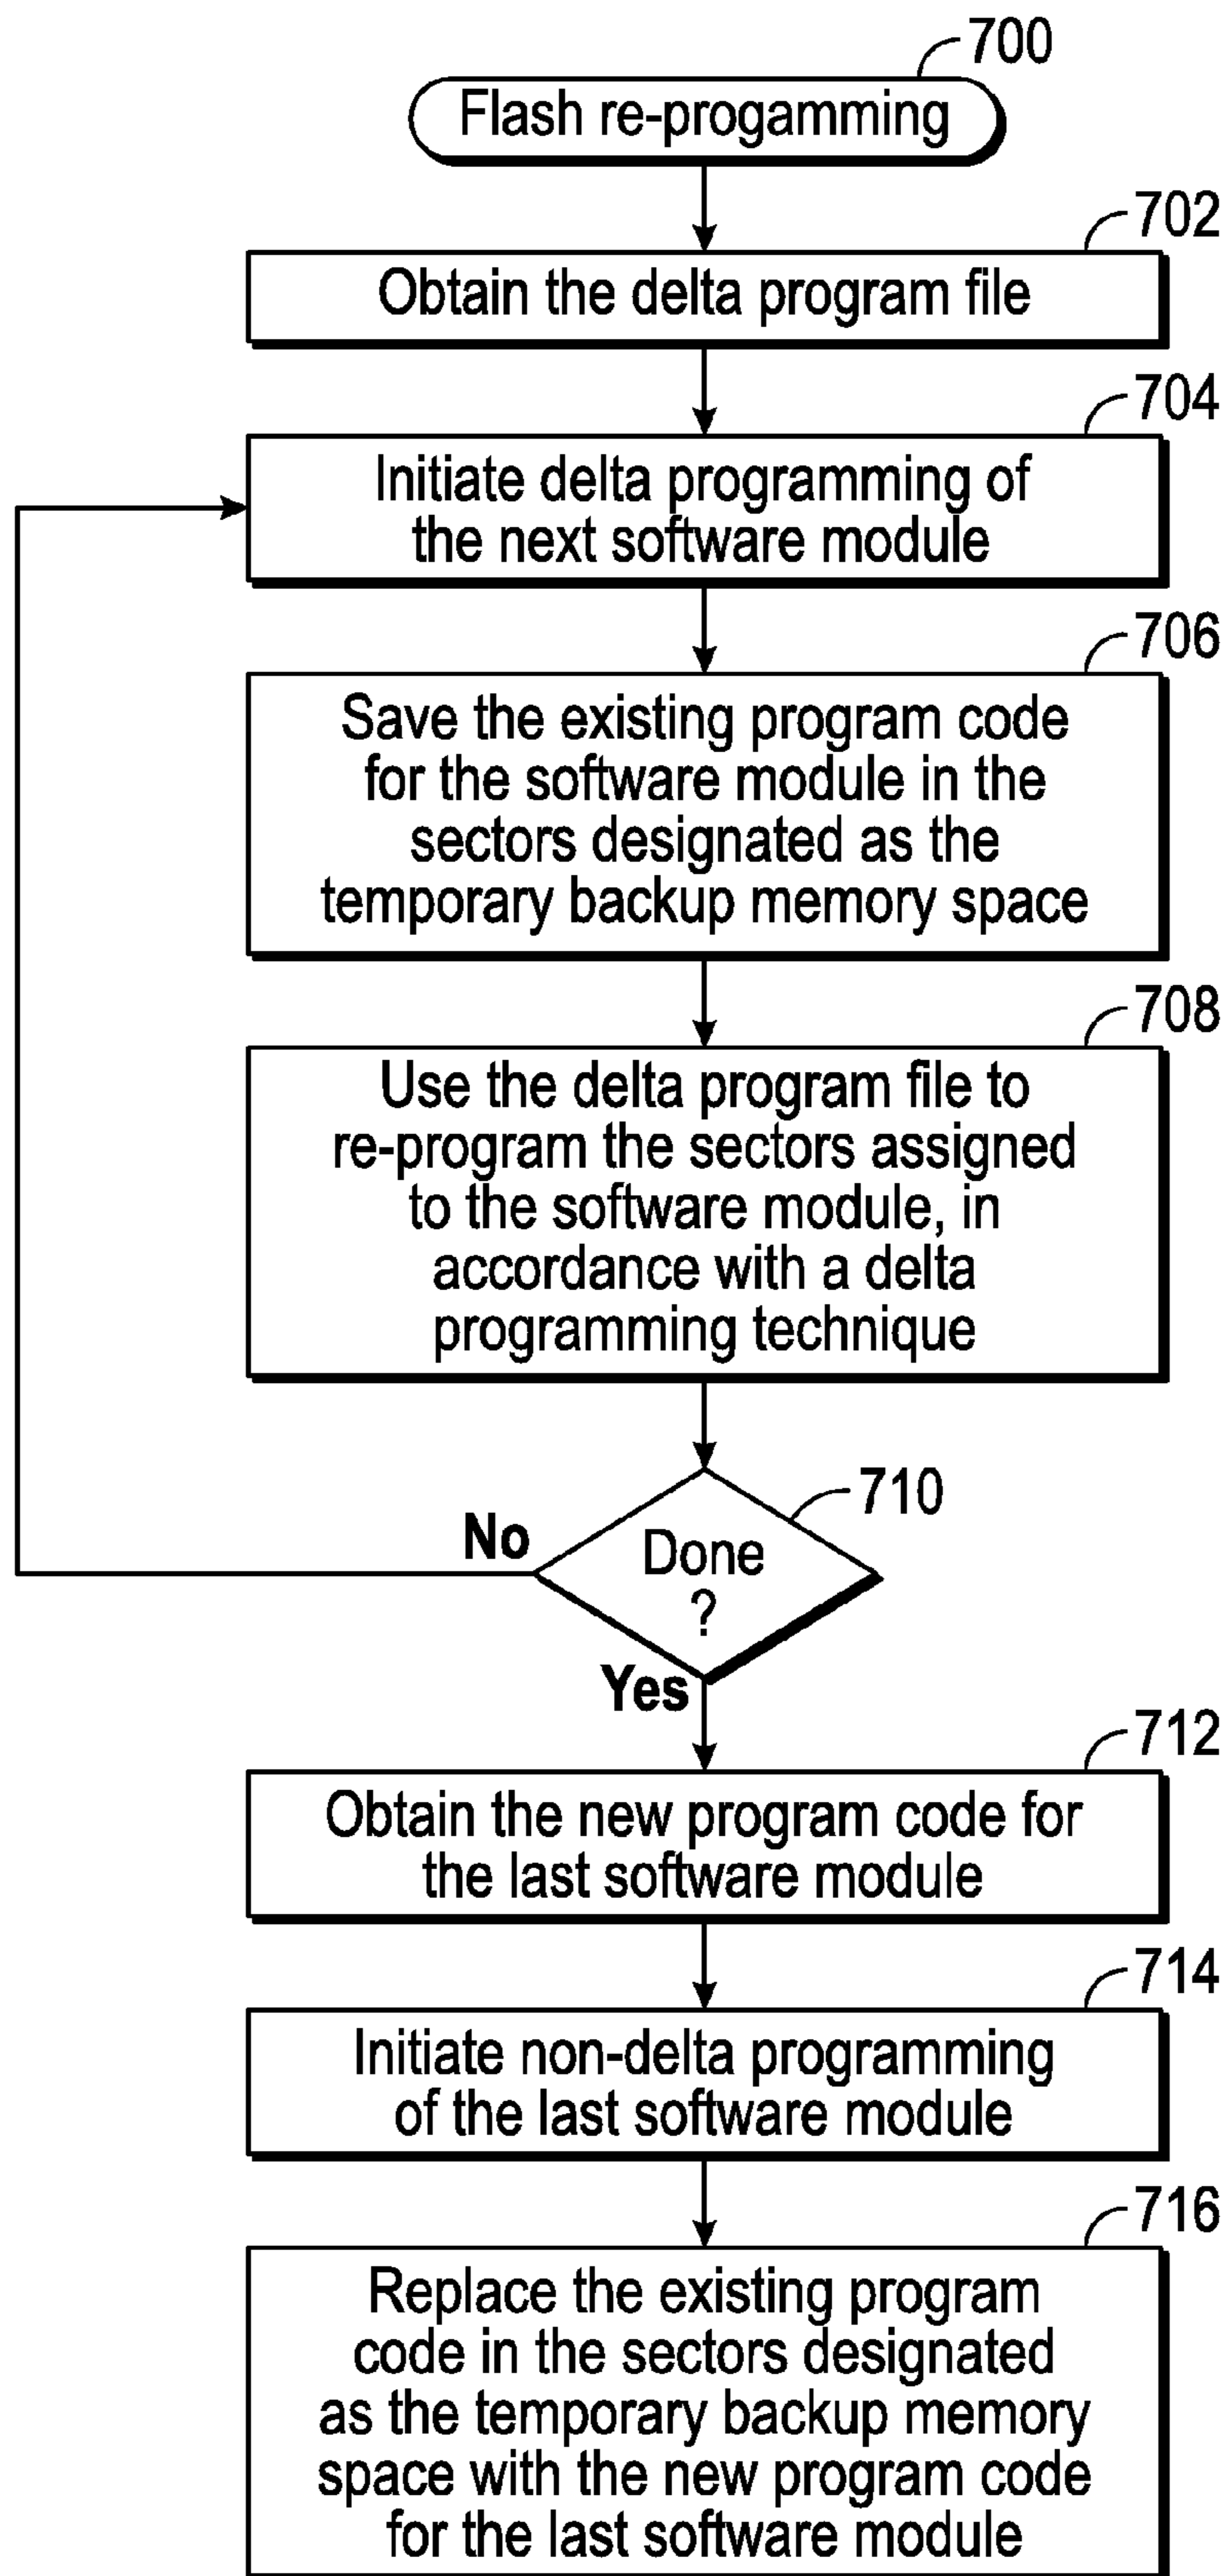 700
Flash re-progamming
702
Obtain the delta program file
704
Initiate delta programming of
the next software module
706
Save the existing program code
for the software module in the
sectors designated as the
temporary backup memory space
708
Use the delta program file to
re-program the sectors assigned
to the software module, in
accordance with a delta
programming technique
710
No
Done
?
Yes
712
Obtain the new program code for
the last software module
714
Initiate non-delta programming
of the last software module
716
Replace the existing program
code in the sectors designated
as the temporary backup memory
space with the new program code
for the last software module